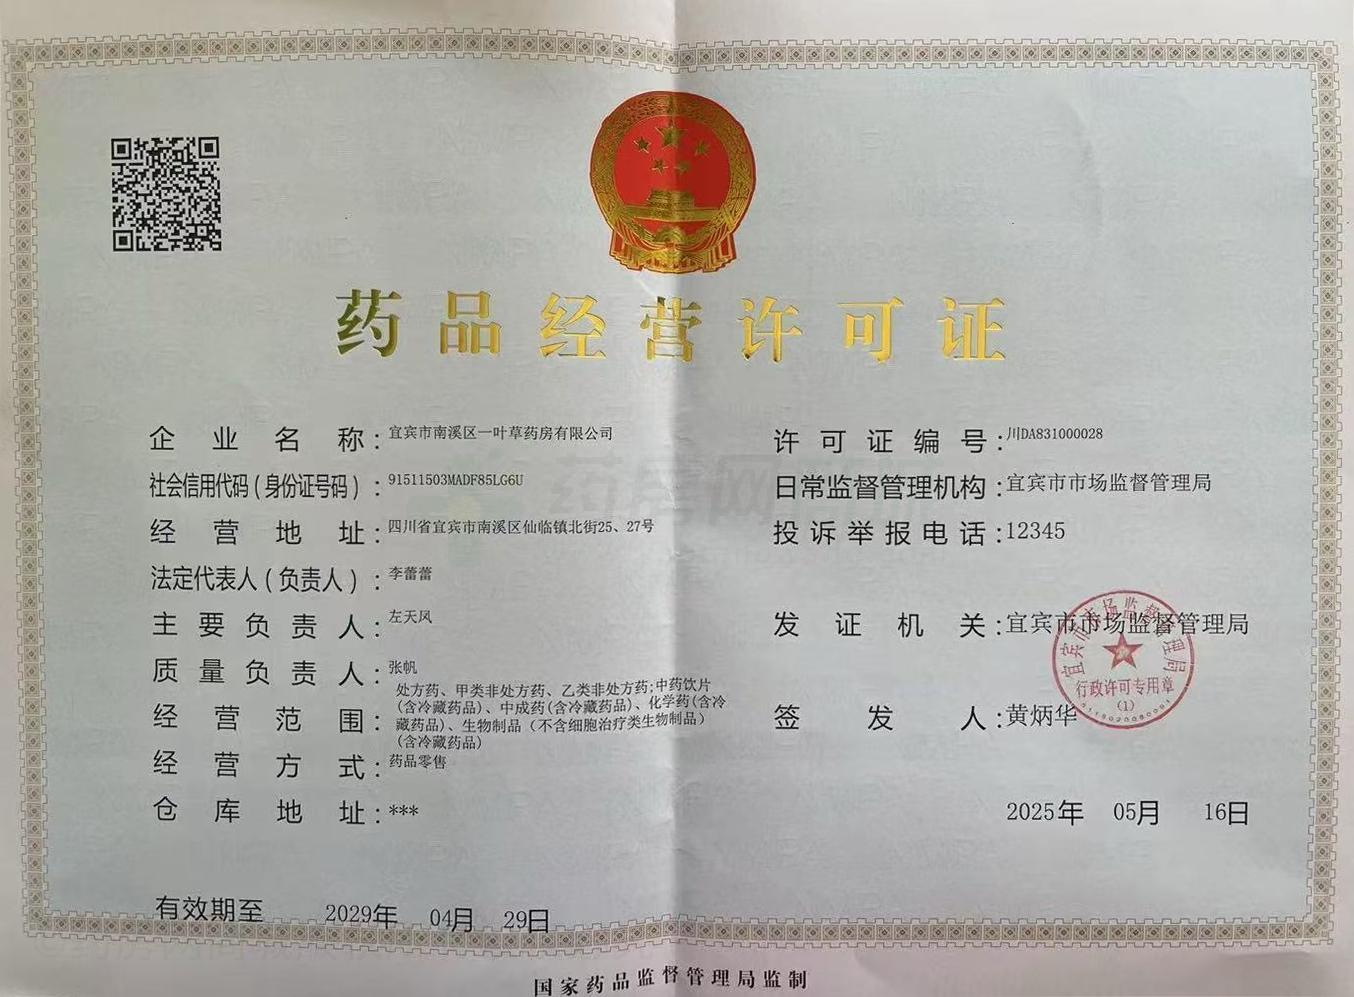 药品经营许可证
企业名称：宜宾市南溪区一叶草药房有限公司
社会信用代码（身份证号码）：91511503MADF85LG6U
经营地址：四川省宜宾市南溪区仙临镇北街25、27号
法定代表人（负责人）：李蕾蕾
主要负责人：左天凤
质量负责人：张帆
经营范围：处方药、甲类非处方药、乙类非处方药;中药饮片
(含冷藏药品)、中成药(含冷藏药品)、化学药(含冷
藏药品)、生物制品（不含细胞治疗类生物制品）
(含冷藏药品)
经营方式：药品零售
仓库地址：***
有效期至 2029年 04月 29日
许可证编号：川DA831000028
日常监督管理机构：宜宾市市场监督管理局
投诉举报电话：12345
发证机关：宜宾市市场监督管理局
签发人：黄炳华
宜宾市市场监督管理局
行政许可专用章
(1)
2025年 05月 16日
国家药品监督管理局监制